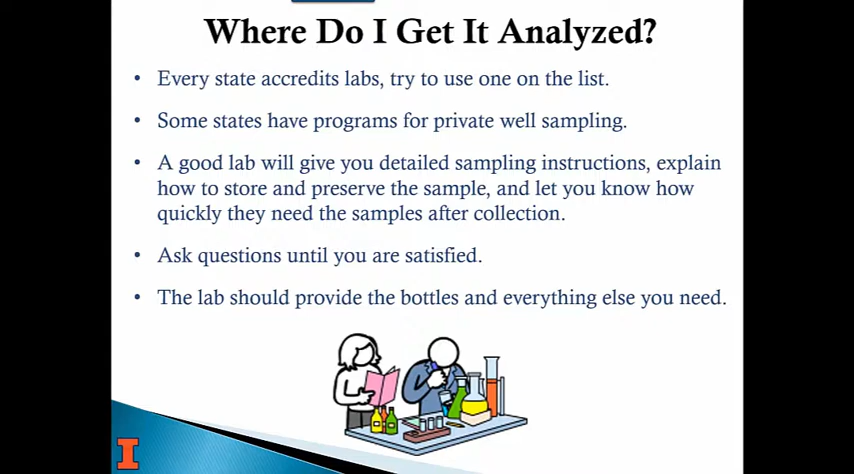 Where Do I Get It Analyzed?
• Every state accredits labs, try to use one on the list.
• Some states have programs for private well sampling.
• A good lab will give you detailed sampling instructions, explain
how to store and preserve the sample, and let you know how
quickly they need the samples after collection.
• Ask questions until you are satisfied.
• The lab should provide the bottles and everything else you need.
I